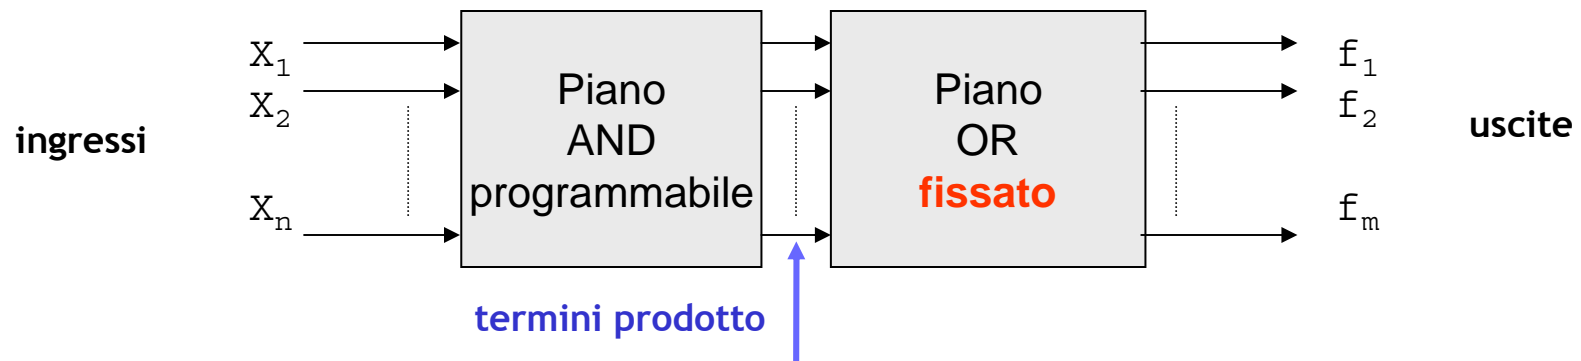 ingressi
X1
X2
Xn
Piano
AND
programmabile
Piano
OR
fissato
f1
f2
fm
uscite
termini prodotto